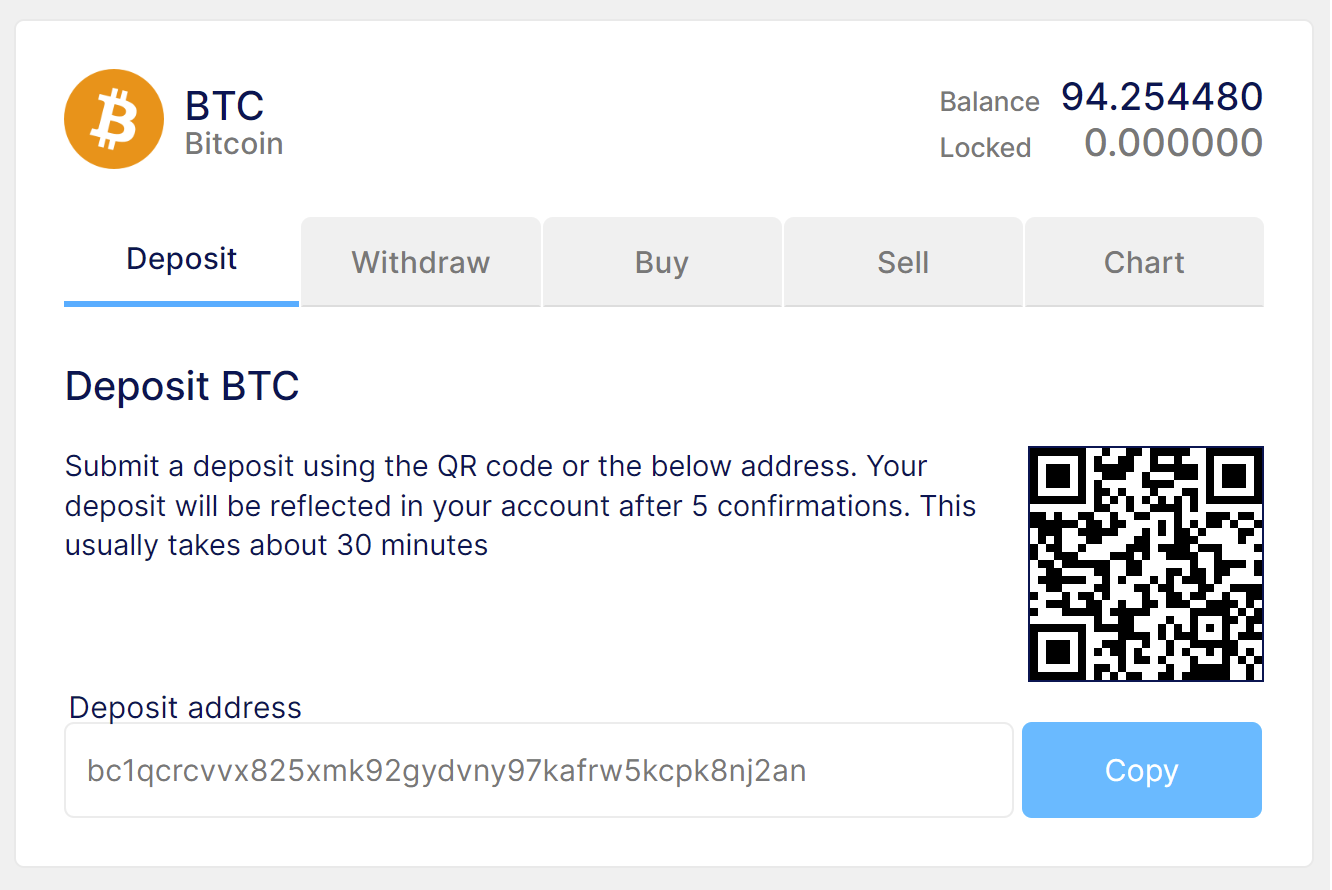 BTC
Bitcoin
Balance 94.254480
Locked 0.000000
Deposit Withdraw Buy Sell Chart
Deposit BTC
Submit a deposit using the QR code or the below address. Your
deposit will be reflected in your account after 5 confirmations. This
usually takes about 30 minutes
Deposit address
bc1qcrcvvx825xmk92gydvny97kafrw5kcpk8nj2an
Copy